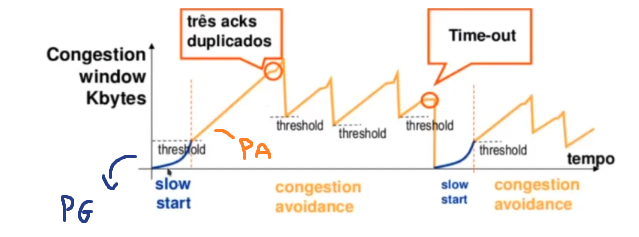 três acks
duplicados
Time-out
Congestion
window
Kbytes
threshold
threshold
threshold
threshold
threshold
PA
tempo
PG
slow
start
congestion
avoidance
slow
start
congestion
avoidance